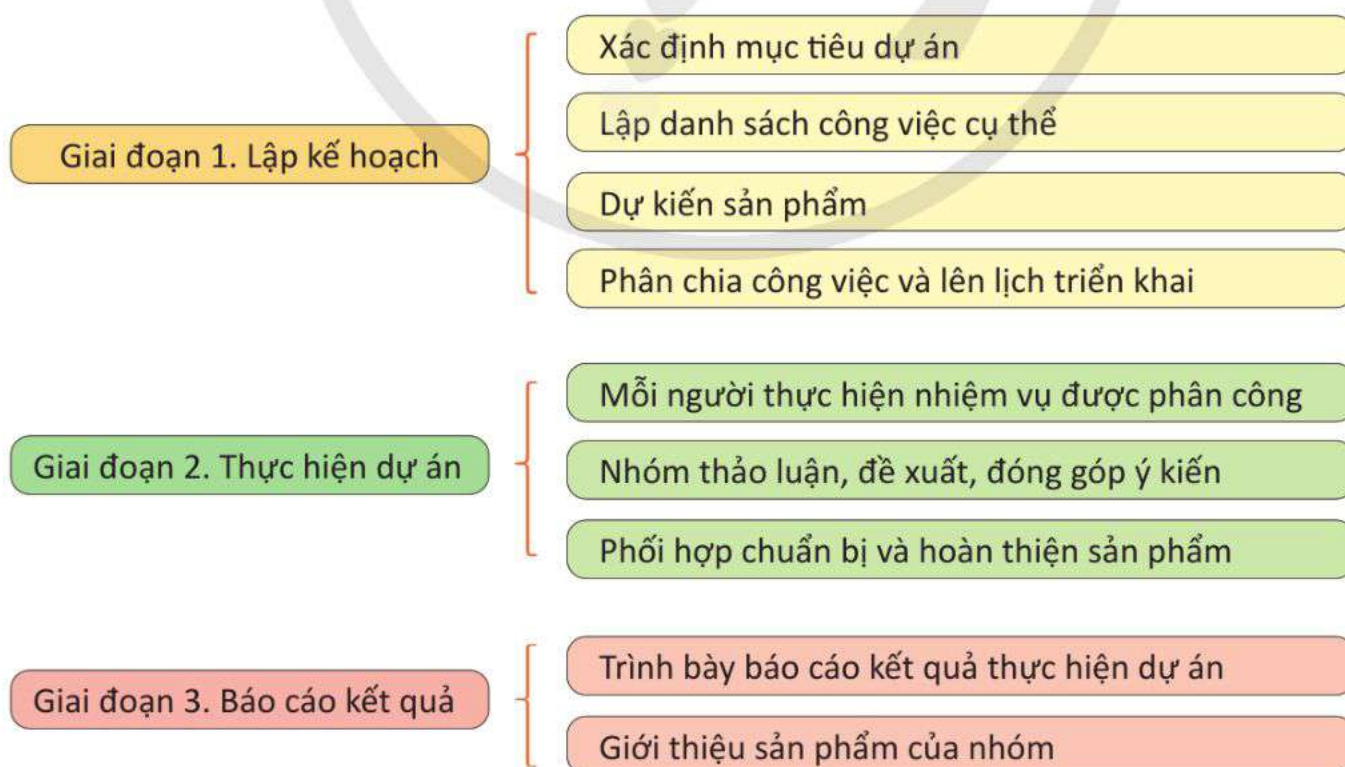 Xác định mục tiêu dự án
Lập danh sách công việc cụ thể
Giai đoạn 1. Lập kế hoạch
Dự kiến sản phẩm
Phân chia công việc và lên lịch triển khai
Mỗi người thực hiện nhiệm vụ được phân công
Giai đoạn 2. Thực hiện dự án
Nhóm thảo luận, đề xuất, đóng góp ý kiến
Phối hợp chuẩn bị và hoàn thiện sản phẩm
Trình bày báo cáo kết quả thực hiện dự án
Giai đoạn 3. Báo cáo kết quả
Giới thiệu sản phẩm của nhóm